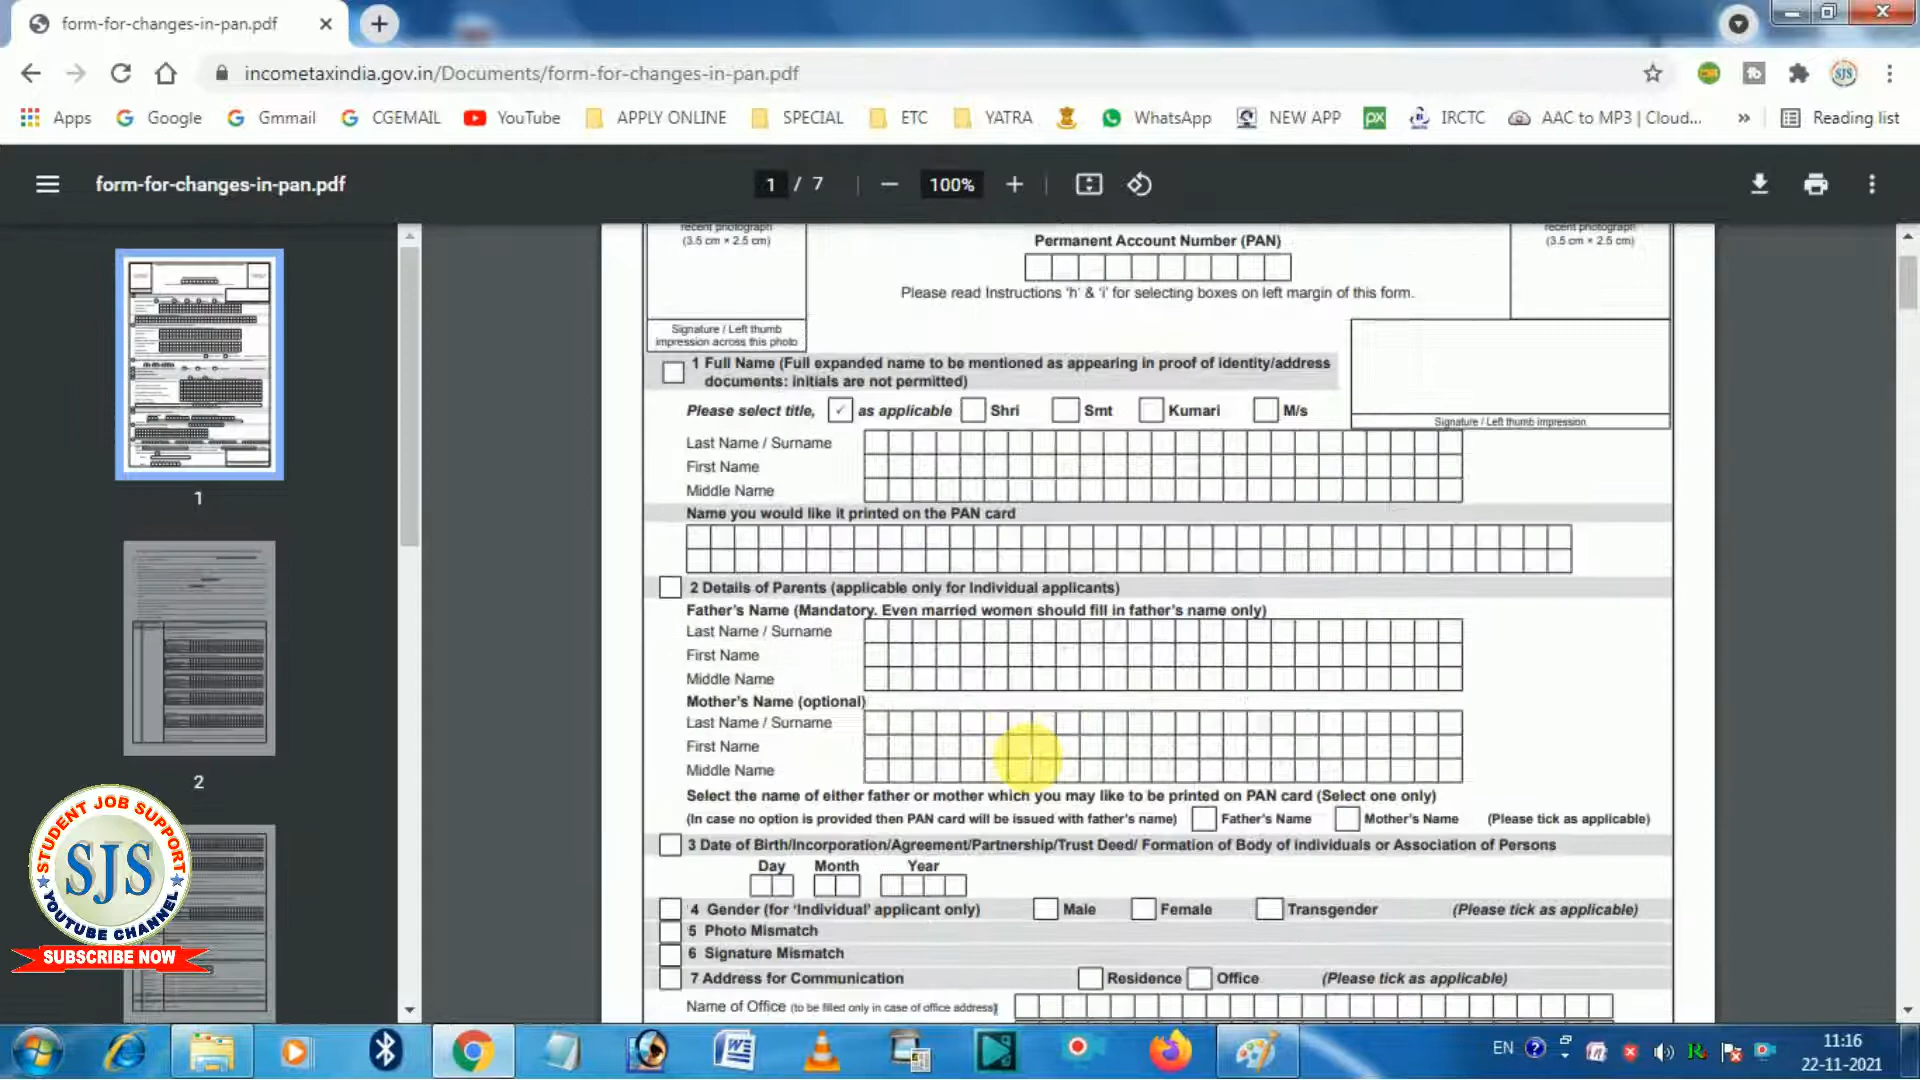 form-for-changes-in-pan.pdf
incometaxindia.gov.in/Documents/form-for-changes-in-pan.pdf
Apps Google Gmmail CGEMAIL YouTube APPLY ONLINE SPECIAL ETC YATRA WhatsApp NEW APP px IRCTC AAC to MP3 | Cloud... » Reading list
form-for-changes-in-pan.pdf 1 / 7 100%
recent photograph
(3.5 cm × 2.5 cm)
Permanent Account Number (PAN)
recent photograph
(3.5 cm × 2.5 cm)
Please read Instructions 'h' & 'i' for selecting boxes on left margin of this form.
Signature / Left thumb
impression across this photo
1 Full Name (Full expanded name to be mentioned as appearing in proof of identity/address
documents: initials are not permitted)
Please select title, ✓ as applicable Shri Smt Kumari M/s
Signature / Left thumb impression
Last Name / Surname
First Name
Middle Name
Name you would like it printed on the PAN card
2 Details of Parents (applicable only for Individual applicants)
Father's Name (Mandatory. Even married women should fill in father's name only)
Last Name / Surname
First Name
Middle Name
Mother's Name (optional)
Last Name / Surname
First Name
Middle Name
Select the name of either father or mother which you may like to be printed on PAN card (Select one only)
(In case no option is provided then PAN card will be issued with father's name) Father's Name Mother's Name (Please tick as applicable)
3 Date of Birth/Incorporation/Agreement/Partnership/Trust Deed/ Formation of Body of individuals or Association of Persons
Day Month Year
4 Gender (for 'Individual' applicant only) Male Female Transgender (Please tick as applicable)
5 Photo Mismatch
6 Signature Mismatch
7 Address for Communication Residence Office (Please tick as applicable)
Name of Office (to be filled only in case of office address)
1
2
STUDENT JOB SUPPORT
SJS
YOUTUBE CHANNEL
SUBSCRIBE NOW
EN
11:16
22-11-2021